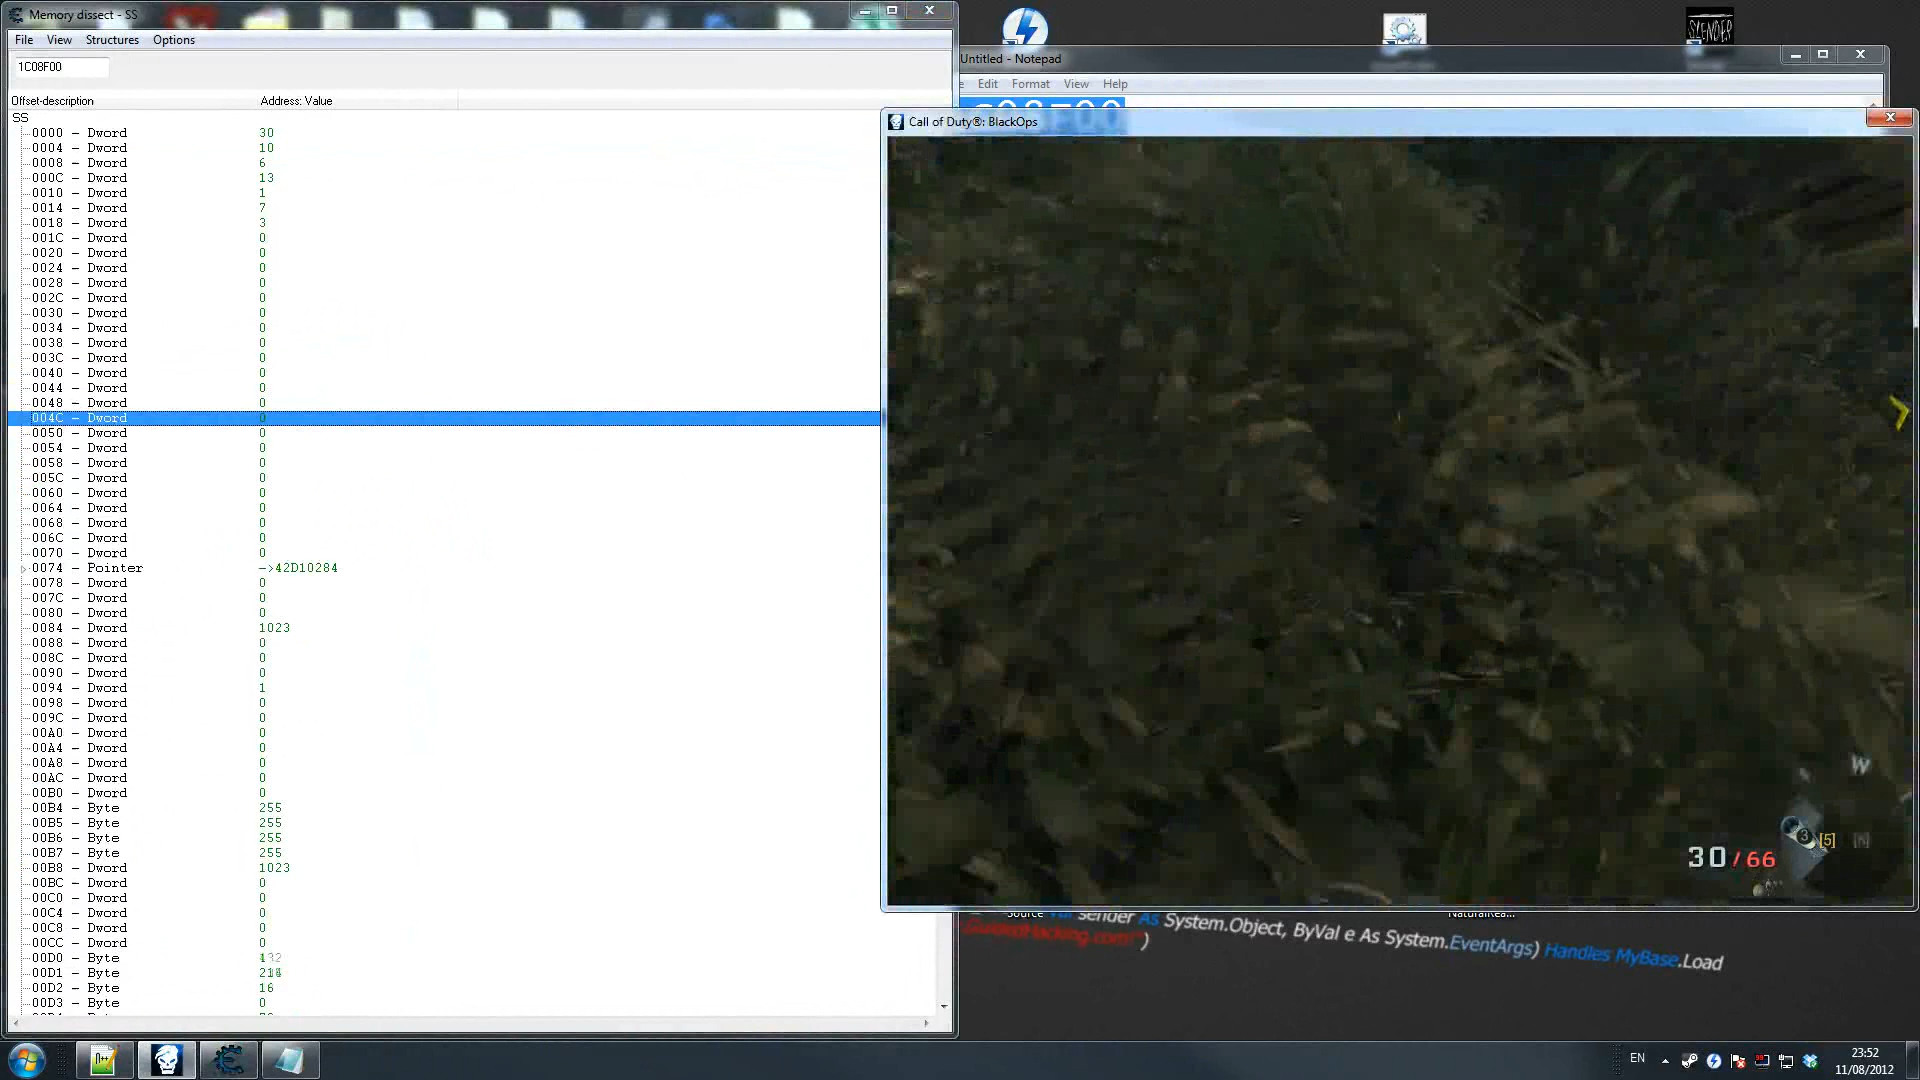 Memory dissect - SS
File View Structures Options
1C08F00
Offset-description Address: Value
SS
0000 - Dword 30
0004 - Dword 10
0008 - Dword 6
000C - Dword 13
0010 - Dword 1
0014 - Dword 7
0018 - Dword 3
001C - Dword 0
0020 - Dword 0
0024 - Dword 0
0028 - Dword 0
002C - Dword 0
0030 - Dword 0
0034 - Dword 0
0038 - Dword 0
003C - Dword 0
0040 - Dword 0
0044 - Dword 0
0048 - Dword 0
004C - Dword 0
0050 - Dword 0
0054 - Dword 0
0058 - Dword 0
005C - Dword 0
0060 - Dword 0
0064 - Dword 0
0068 - Dword 0
006C - Dword 0
0070 - Dword 0
0074 - Pointer ->42D10284
0078 - Dword 0
007C - Dword 0
0080 - Dword 0
0084 - Dword 1023
0088 - Dword 0
008C - Dword 0
0090 - Dword 0
0094 - Dword 1
0098 - Dword 0
009C - Dword 0
00A0 - Dword 0
00A4 - Dword 0
00A8 - Dword 0
00AC - Dword 0
00B0 - Dword 0
00B4 - Byte 255
00B5 - Byte 255
00B6 - Byte 255
00B7 - Byte 255
00B8 - Dword 1023
00BC - Dword 0
00C0 - Dword 0
00C4 - Dword 0
00C8 - Dword 0
00CC - Dword 0
00D0 - Byte
00D1 - Byte
00D2 - Byte 16
00D3 - Byte 0
SLENDER
Untitled - Notepad
Edit Format View Help
Call of Duty®: BlackOps
W
3 [5]
30/66
Source
sender As System.Object, ByVal e As System.EventArgs) Handles MyBase.Load
EN
23:52
11/08/2012